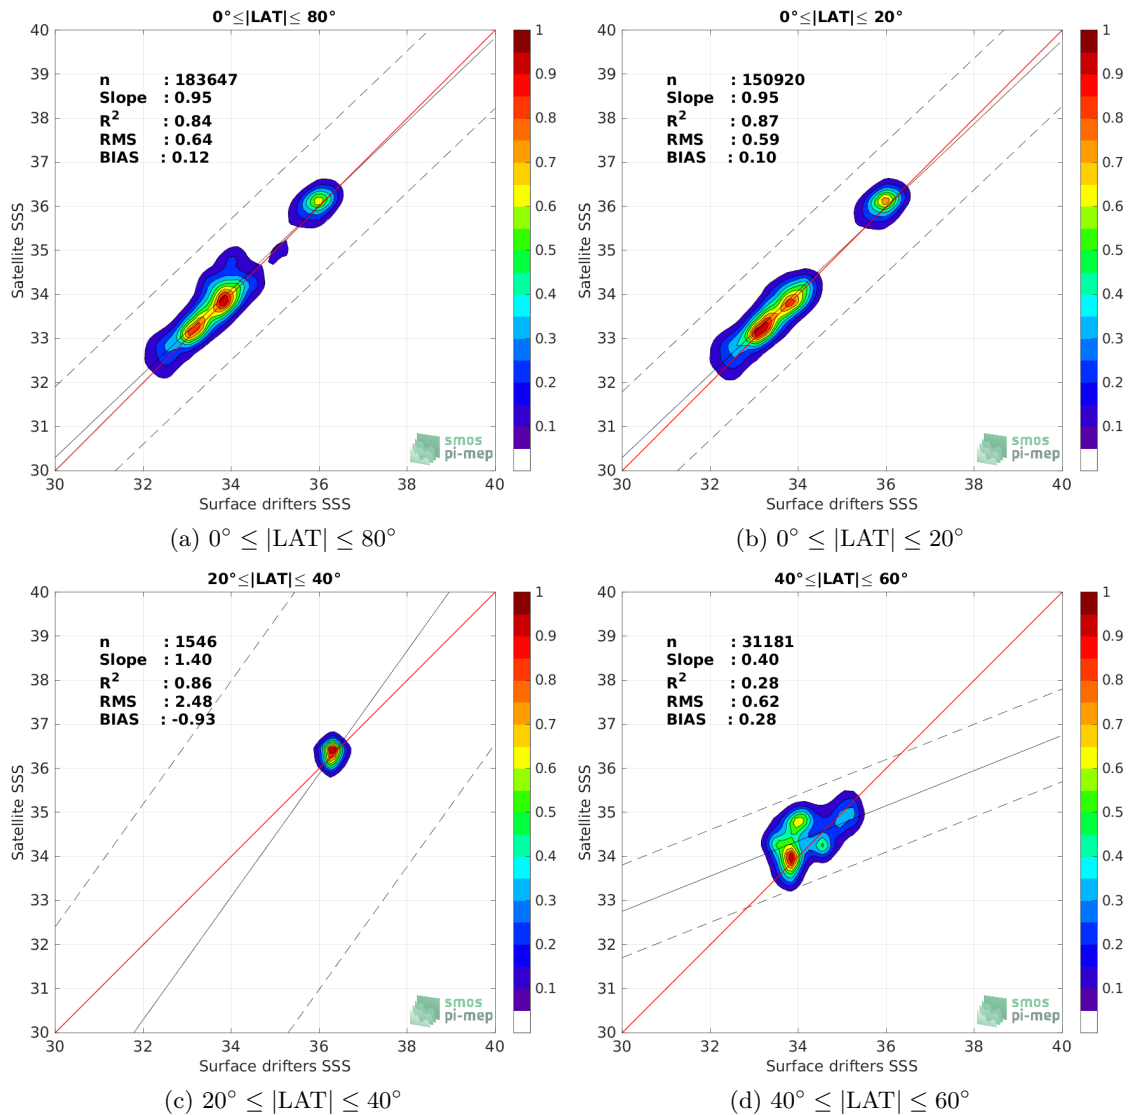 0°≤|LAT|≤ 80°
n : 183647
Slope : 0.95
R² : 0.84
RMS : 0.64
BIAS : 0.12
40
39
38
37
36
35
34
33
32
31
30
Satellite SSS
30 32 34 36 38 40
Surface drifters SSS
1
0.9
0.8
0.7
0.6
0.5
0.4
0.3
0.2
0.1
smos
pi-mep
(a) 0° ≤ |LAT| ≤ 80°
0°≤|LAT|≤ 20°
n : 150920
Slope : 0.95
R² : 0.87
RMS : 0.59
BIAS : 0.10
40
39
38
37
36
35
34
33
32
31
30
Satellite SSS
30 32 34 36 38 40
Surface drifters SSS
1
0.9
0.8
0.7
0.6
0.5
0.4
0.3
0.2
0.1
smos
pi-mep
(b) 0° ≤ |LAT| ≤ 20°
20°≤|LAT|≤ 40°
n : 1546
Slope : 1.40
R² : 0.86
RMS : 2.48
BIAS : -0.93
40
39
38
37
36
35
34
33
32
31
30
Satellite SSS
30 32 34 36 38 40
Surface drifters SSS
1
0.9
0.8
0.7
0.6
0.5
0.4
0.3
0.2
0.1
smos
pi-mep
(c) 20° ≤ |LAT| ≤ 40°
40°≤|LAT|≤ 60°
n : 31181
Slope : 0.40
R² : 0.28
RMS : 0.62
BIAS : 0.28
40
39
38
37
36
35
34
33
32
31
30
Satellite SSS
30 32 34 36 38 40
Surface drifters SSS
1
0.9
0.8
0.7
0.6
0.5
0.4
0.3
0.2
0.1
smos
pi-mep
(d) 40° ≤ |LAT| ≤ 60°